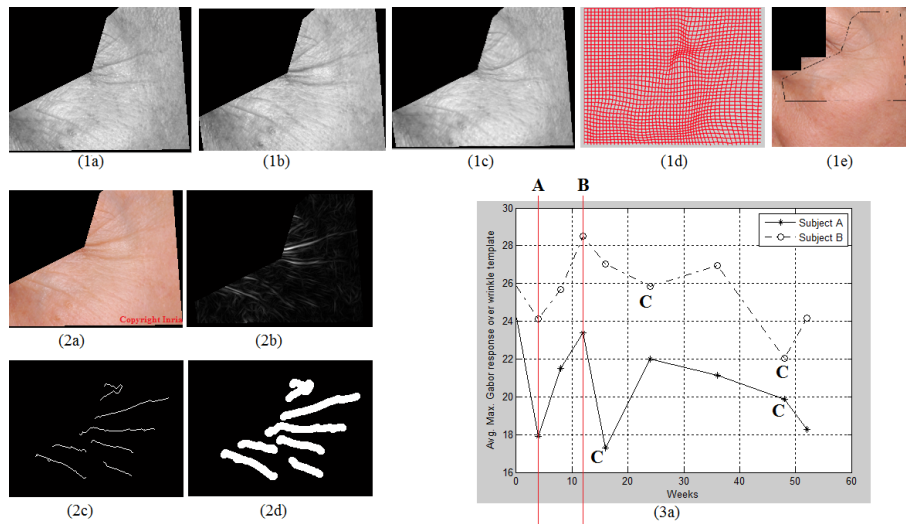 (1a) (1b) (1c) (1d) (1e)
A B
Copyright Inria
(2a) (2b)
(2c) (2d)
30
28
26
24
22
20
18
16
Avg. Max. Gabor response over wrinkle template
Subject A
Subject B
C
C
C
C
0 10 20 30 40 50 60
Weeks
(3a)